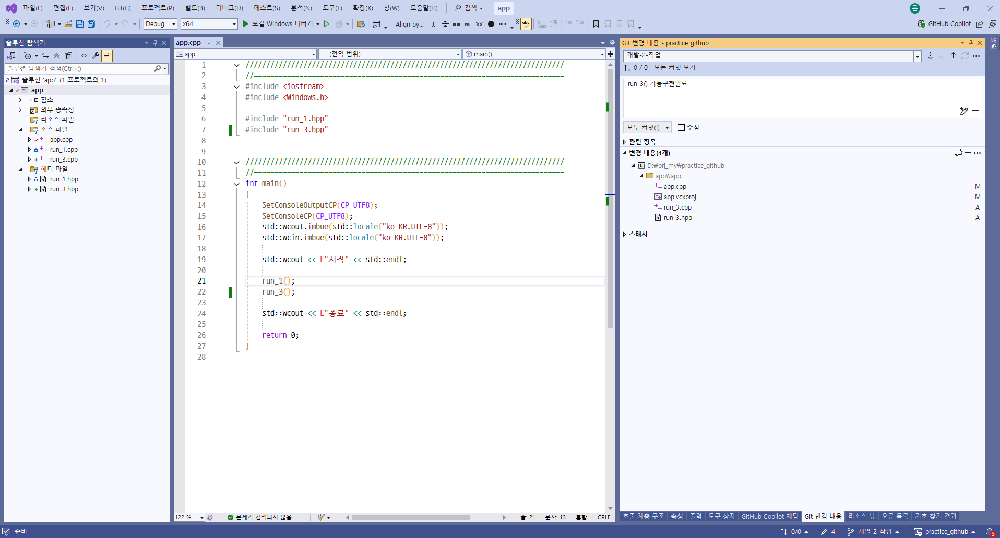 파일(F) 편집(E) 보기(V) Git(G) 프로젝트(P) 빌드(B) 디버그(D) 테스트(S) 분석(N) 도구(T) 확장(X) 창(W) 도움말(H) 검색 app
Debug x64 로컬 Windows 디버거 Align by... abc GitHub Copilot
솔루션 탐색기
솔루션 탐색기 검색(Ctrl+;)
솔루션 'app' (1 프로젝트의 1)
app
참조
외부 종속성
리소스 파일
소스 파일
app.cpp
run_1.cpp
run_3.cpp
헤더 파일
run_1.hpp
run_3.hpp
app.cpp
app (전역 범위) main()
1 //////////////////////////////////////////////////////////////////////////////
2 //===========================================================================
3 #include <iostream>
4 #include <Windows.h>
5
6 #include "run_1.hpp"
7 #include "run_3.hpp"
8
9
10 //////////////////////////////////////////////////////////////////////////////
11 //===========================================================================
12 int main()
13 {
14 SetConsoleOutputCP(CP_UTF8);
15 SetConsoleCP(CP_UTF8);
16 std::wcout.imbue(std::locale("ko_KR.UTF-8"));
17 std::wcin.imbue(std::locale("ko_KR.UTF-8"));
18
19 std::wcout << L"시작" << std::endl;
20
21 run_1();
22 run_3();
23
24 std::wcout << L"종료" << std::endl;
25
26 return 0;
27 }
28
122 % 문제가 검색되지 않음 줄: 21 문자: 13 혼합 CRLF
Git 변경 내용 - practice_github
개발-2-작업
0 / 0 모든 커밋 보기
run_3() 기능구현완료
모두 커밋(I) 수정
관련 항목
변경 내용(4개)
D:₩prj_my₩practice_github
app₩app
app.cpp M
app.vcxproj M
run_3.cpp A
run_3.hpp A
스태시
호출 계층 구조 속성 출력 도구 상자 GitHub Copilot 채팅 Git 변경 내용 리소스 뷰 오류 목록 기호 찾기 결과
알림
준비 0/0 4 개발-2-작업 practice_github 3